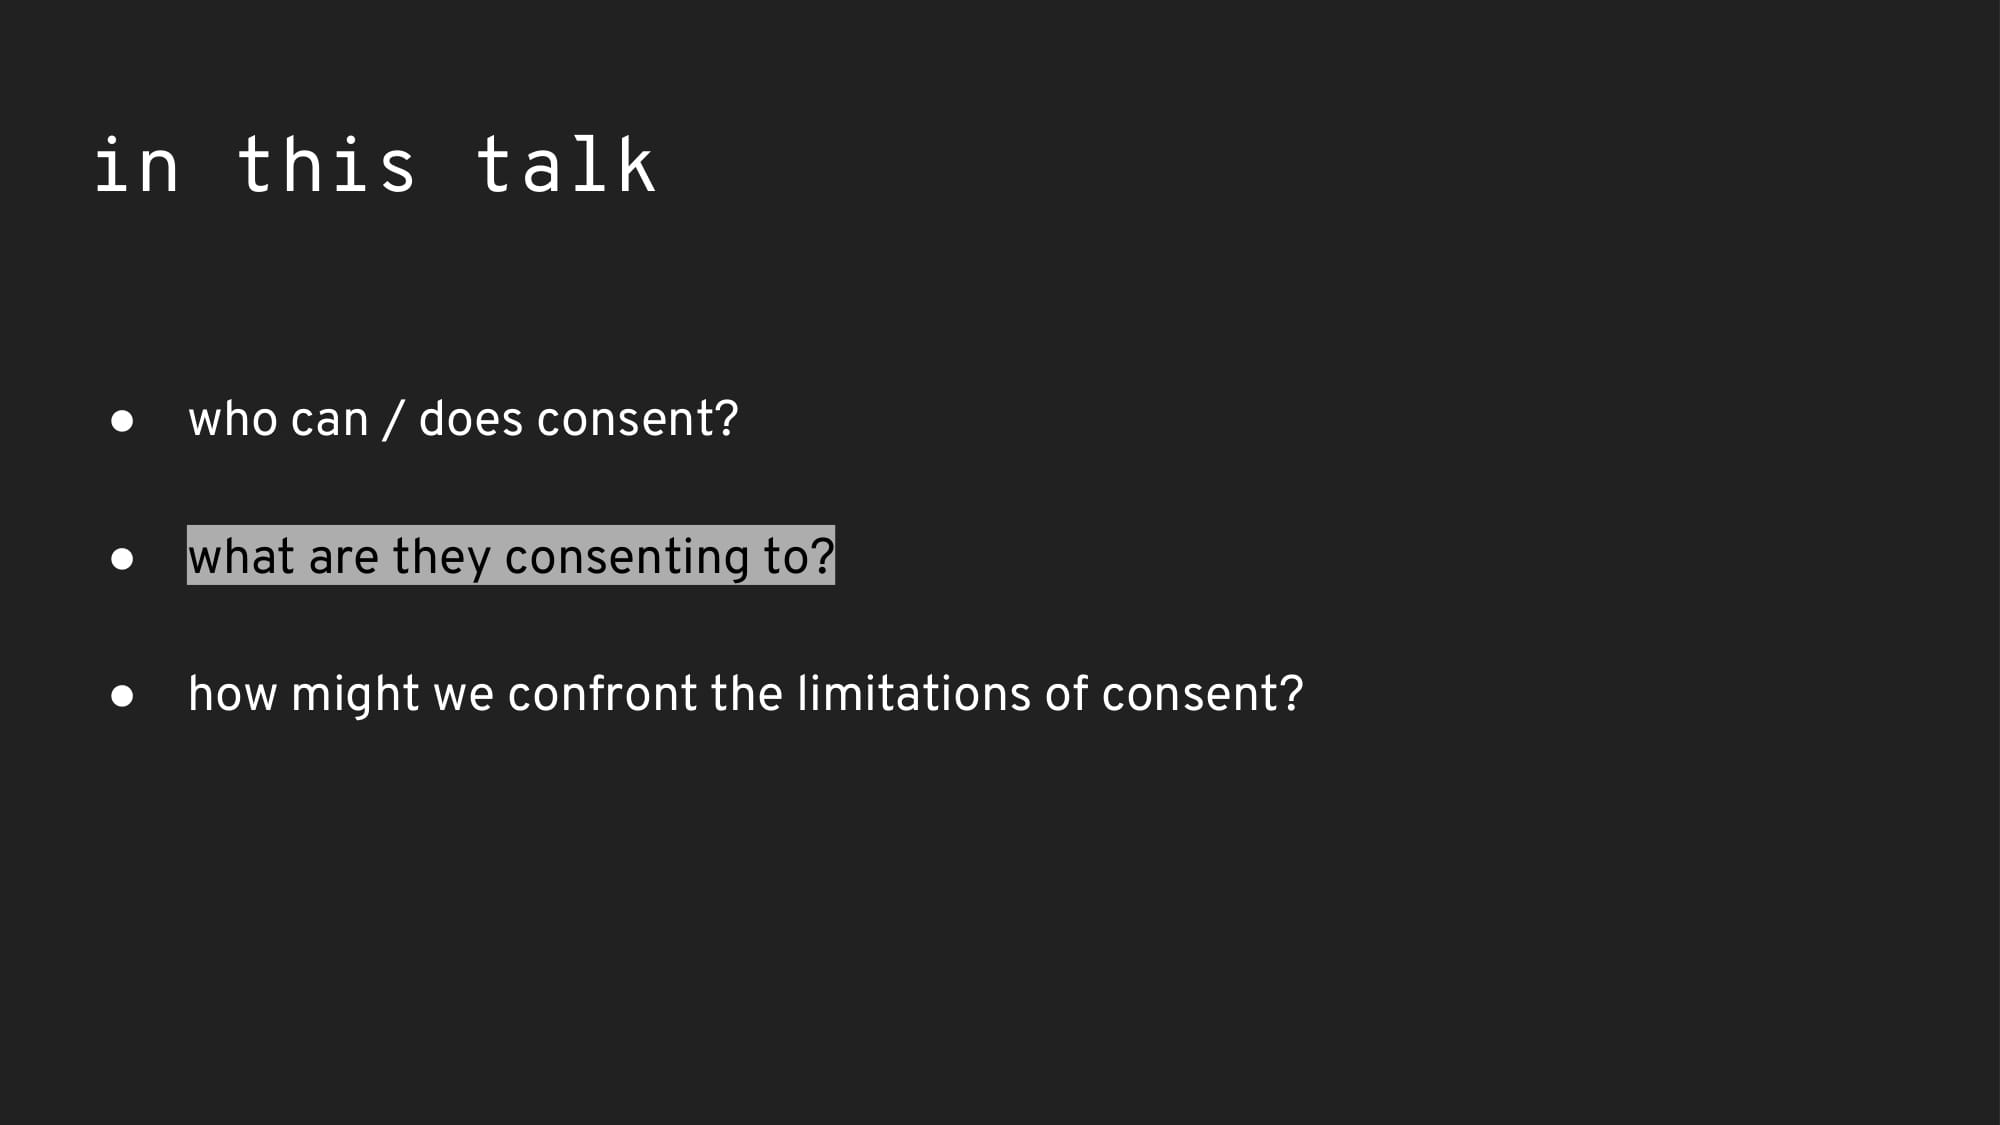 in this talk
● who can / does consent?
● what are they consenting to?
● how might we confront the limitations of consent?